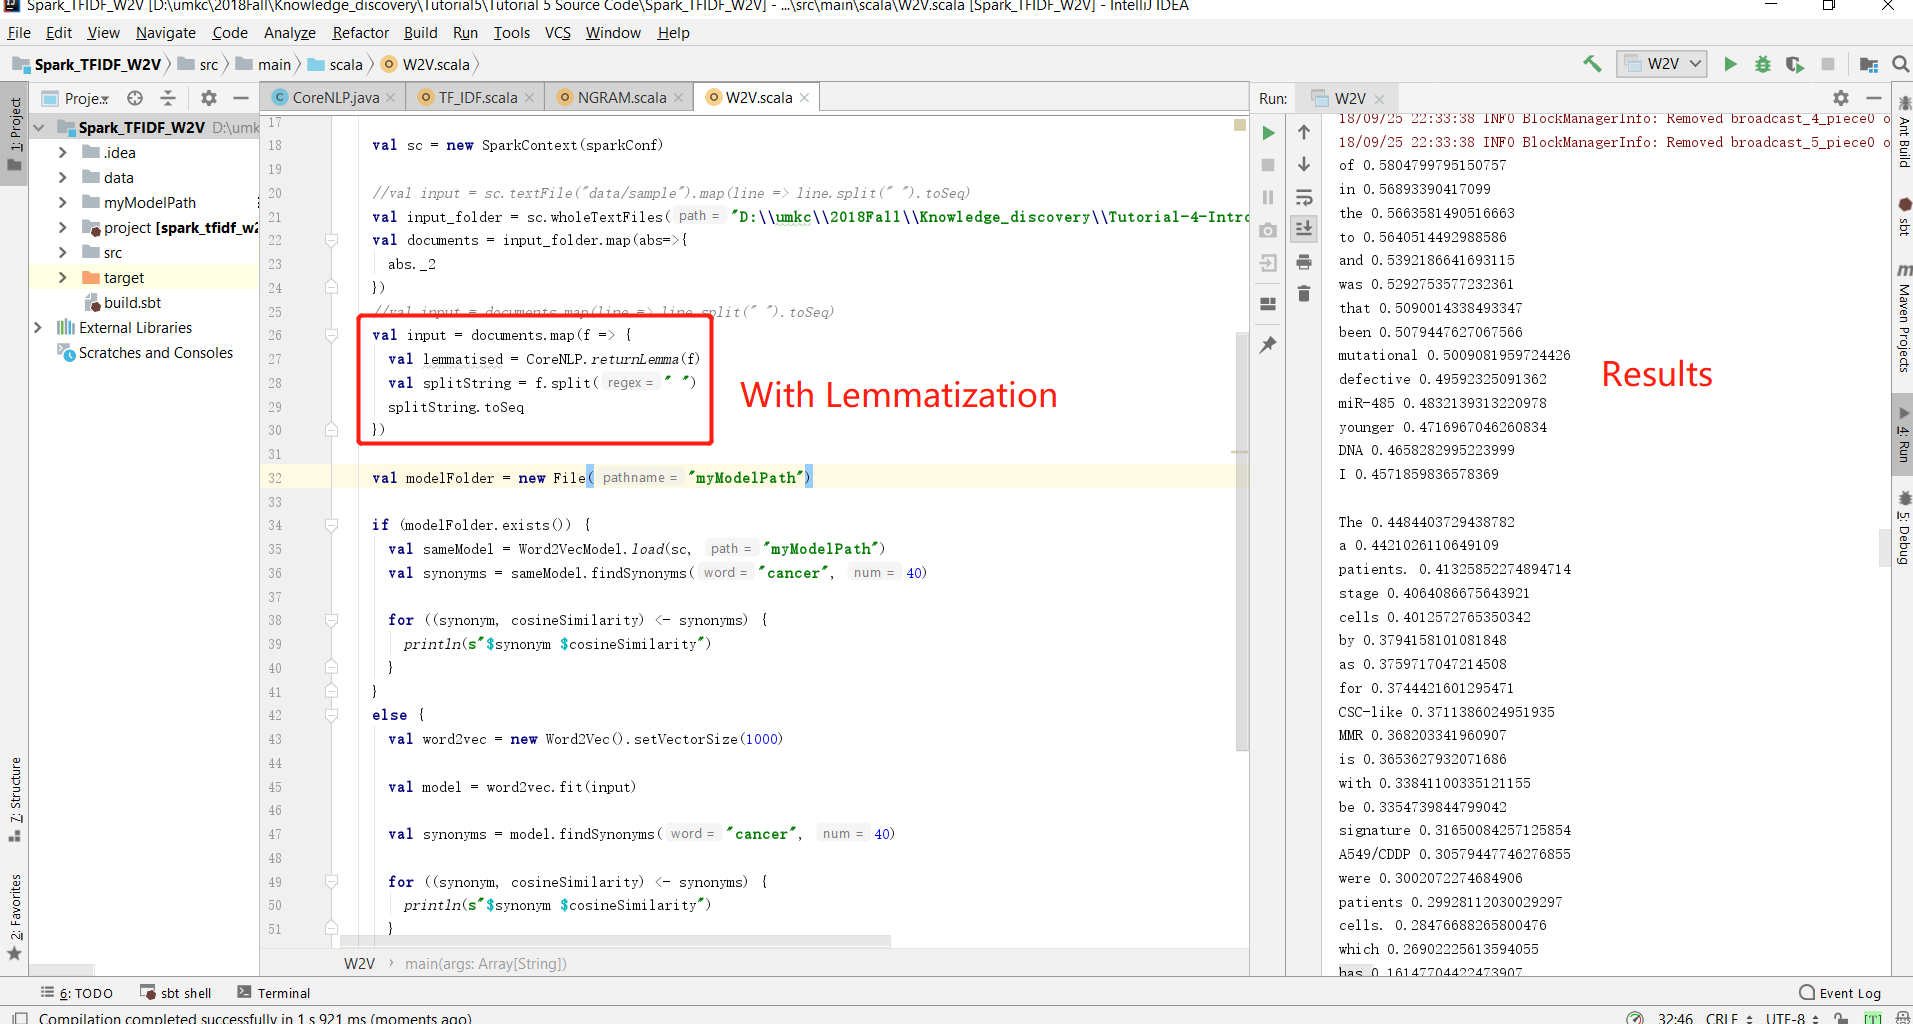 Spark_TFIDF_W2V [D:\umkc\2018Fall\Knowledge_discovery\Tutorial5\Tutorial 5 Source Code\Spark_TFIDF_W2V] - ...\src\main\scala\W2V.scala [Spark_TFIDF_W2V] - IntelliJ IDEA
File Edit View Navigate Code Analyze Refactor Build Run Tools VCS Window Help
Spark_TFIDF_W2V src main scala W2V.scala
W2V
1: Project
7: Structure
2: Favorites
Proje..
Spark_TFIDF_W2V D:\umk
.idea
data
myModelPath
project [spark_tfidf_w2
src
target
build.sbt
External Libraries
Scratches and Consoles
CoreNLP.java TF_IDF.scala NGRAM.scala W2V.scala
17
18 val sc = new SparkContext(sparkConf)
19
20 //val input = sc.textFile("data/sample").map(line => line.split(" ").toSeq)
21 val input_folder = sc.wholeTextFiles( path = "D:\\umkc\\2018Fall\\Knowledge_discovery\\Tutorial-4-Intro
22 val documents = input_folder.map(abs=>{
23 abs._2
24 })
25 //val input = documents.map(line => line.split(" ").toSeq)
26 val input = documents.map(f => {
27 val lemmatised = CoreNLP.returnLemma(f)
28 val splitString = f.split( regex = " ")
29 splitString.toSeq
30 })
With Lemmatization
31
32 val modelFolder = new File( pathname = "myModelPath")
33
34 if (modelFolder.exists()) {
35 val sameModel = Word2VecModel.load(sc, path = "myModelPath")
36 val synonyms = sameModel.findSynonyms( word = "cancer", num = 40)
37
38 for ((synonym, cosineSimilarity) <- synonyms) {
39 println(s"$synonym $cosineSimilarity")
40 }
41 }
42 else {
43 val word2vec = new Word2Vec().setVectorSize(1000)
44
45 val model = word2vec.fit(input)
46
47 val synonyms = model.findSynonyms( word = "cancer", num = 40)
48
49 for ((synonym, cosineSimilarity) <- synonyms) {
50 println(s"$synonym $cosineSimilarity")
51 }
W2V main(args: Array[String])
Run: W2V
18/09/25 22:33:38 INFO BlockManagerInfo: Removed broadcast_4_piece0 o
18/09/25 22:33:38 INFO BlockManagerInfo: Removed broadcast_5_piece0 o
of 0.5804799795150757
in 0.56893390417099
the 0.5663581490516663
to 0.5640514492988586
and 0.5392186641693115
was 0.5292753577232361
that 0.5090014338493347
been 0.5079447627067566
mutational 0.5009081959724426
defective 0.49592325091362
miR-485 0.4832139313220978
younger 0.4716967046260834
DNA 0.4658282995223999
I 0.4571859836578369
Results
The 0.4484403729438782
a 0.4421026110649109
patients. 0.41325852274894714
stage 0.4064086675643921
cells 0.4012572765350342
by 0.3794158101081848
as 0.3759717047214508
for 0.3744421601295471
CSC-like 0.3711386024951935
MMR 0.368203341960907
is 0.3653627932071686
with 0.33841100335121155
be 0.3354739844799042
signature 0.31650084257125854
A549/CDDP 0.30579447746276855
were 0.3002072274684906
patients 0.29928112030029297
cells. 0.28476688265800476
which 0.26902225613594055
has 0.16147704422473907
Ant Build
sbt
m Maven Projects
4: Run
5: Debug
6: TODO sbt shell Terminal Event Log
Compilation completed successfully in 1 s 921 ms (moments ago) 32:46 CRLF UTF-8 [T]